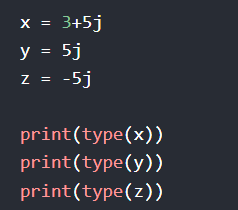 x = 3+5j
y = 5j
z = -5j
print(type(x))
print(type(y))
print(type(z))